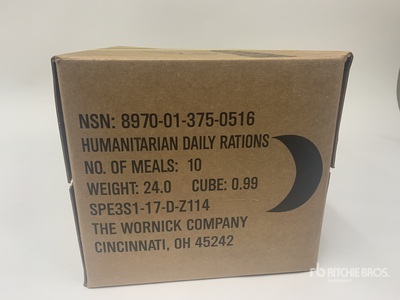 NSN: 8970-01-375-0516
HUMANITARIAN DAILY RATIONS
NO. OF MEALS: 10
WEIGHT: 24.0 CUBE: 0.99
SPE3S1-17-D-Z114
THE WORNICK COMPANY
CINCINNATI, OH 45242
RITCHIE BROS.